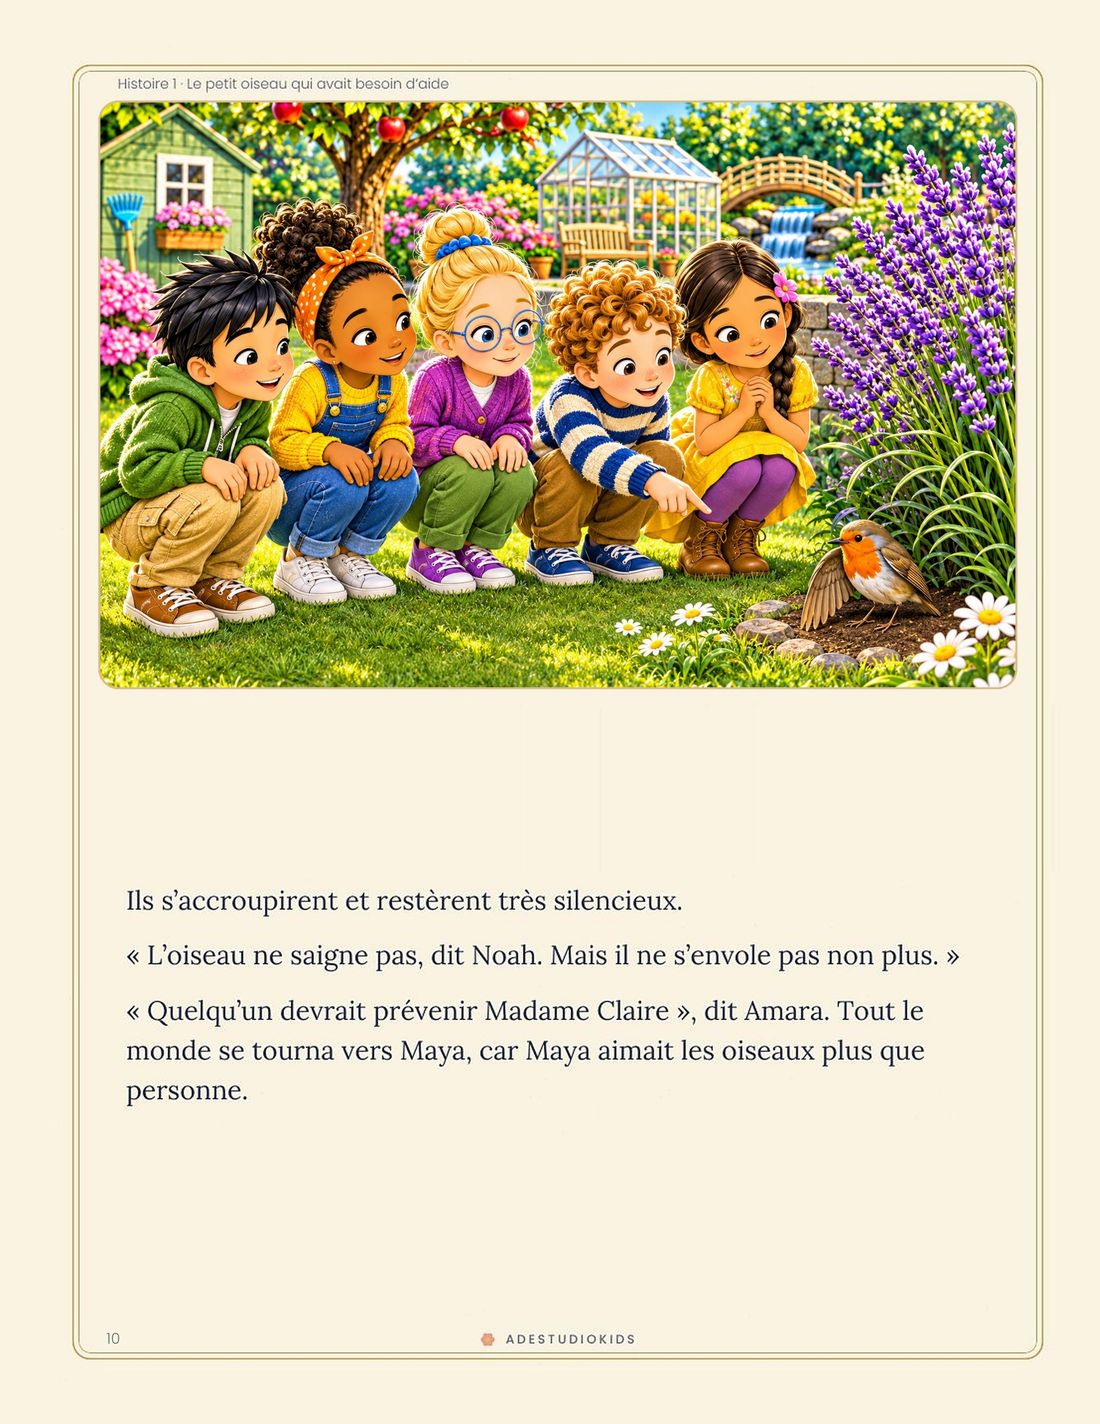 Histoire 1 · Le petit oiseau qui avait besoin d’aide
Ils s’accroupirent et restèrent très silencieux.
« L’oiseau ne saigne pas, dit Noah. Mais il ne s’envole pas non plus. »
« Quelqu’un devrait prévenir Madame Claire », dit Amara. Tout le
monde se tourna vers Maya, car Maya aimait les oiseaux plus que
personne.
10
ADESTUDIOKIDS